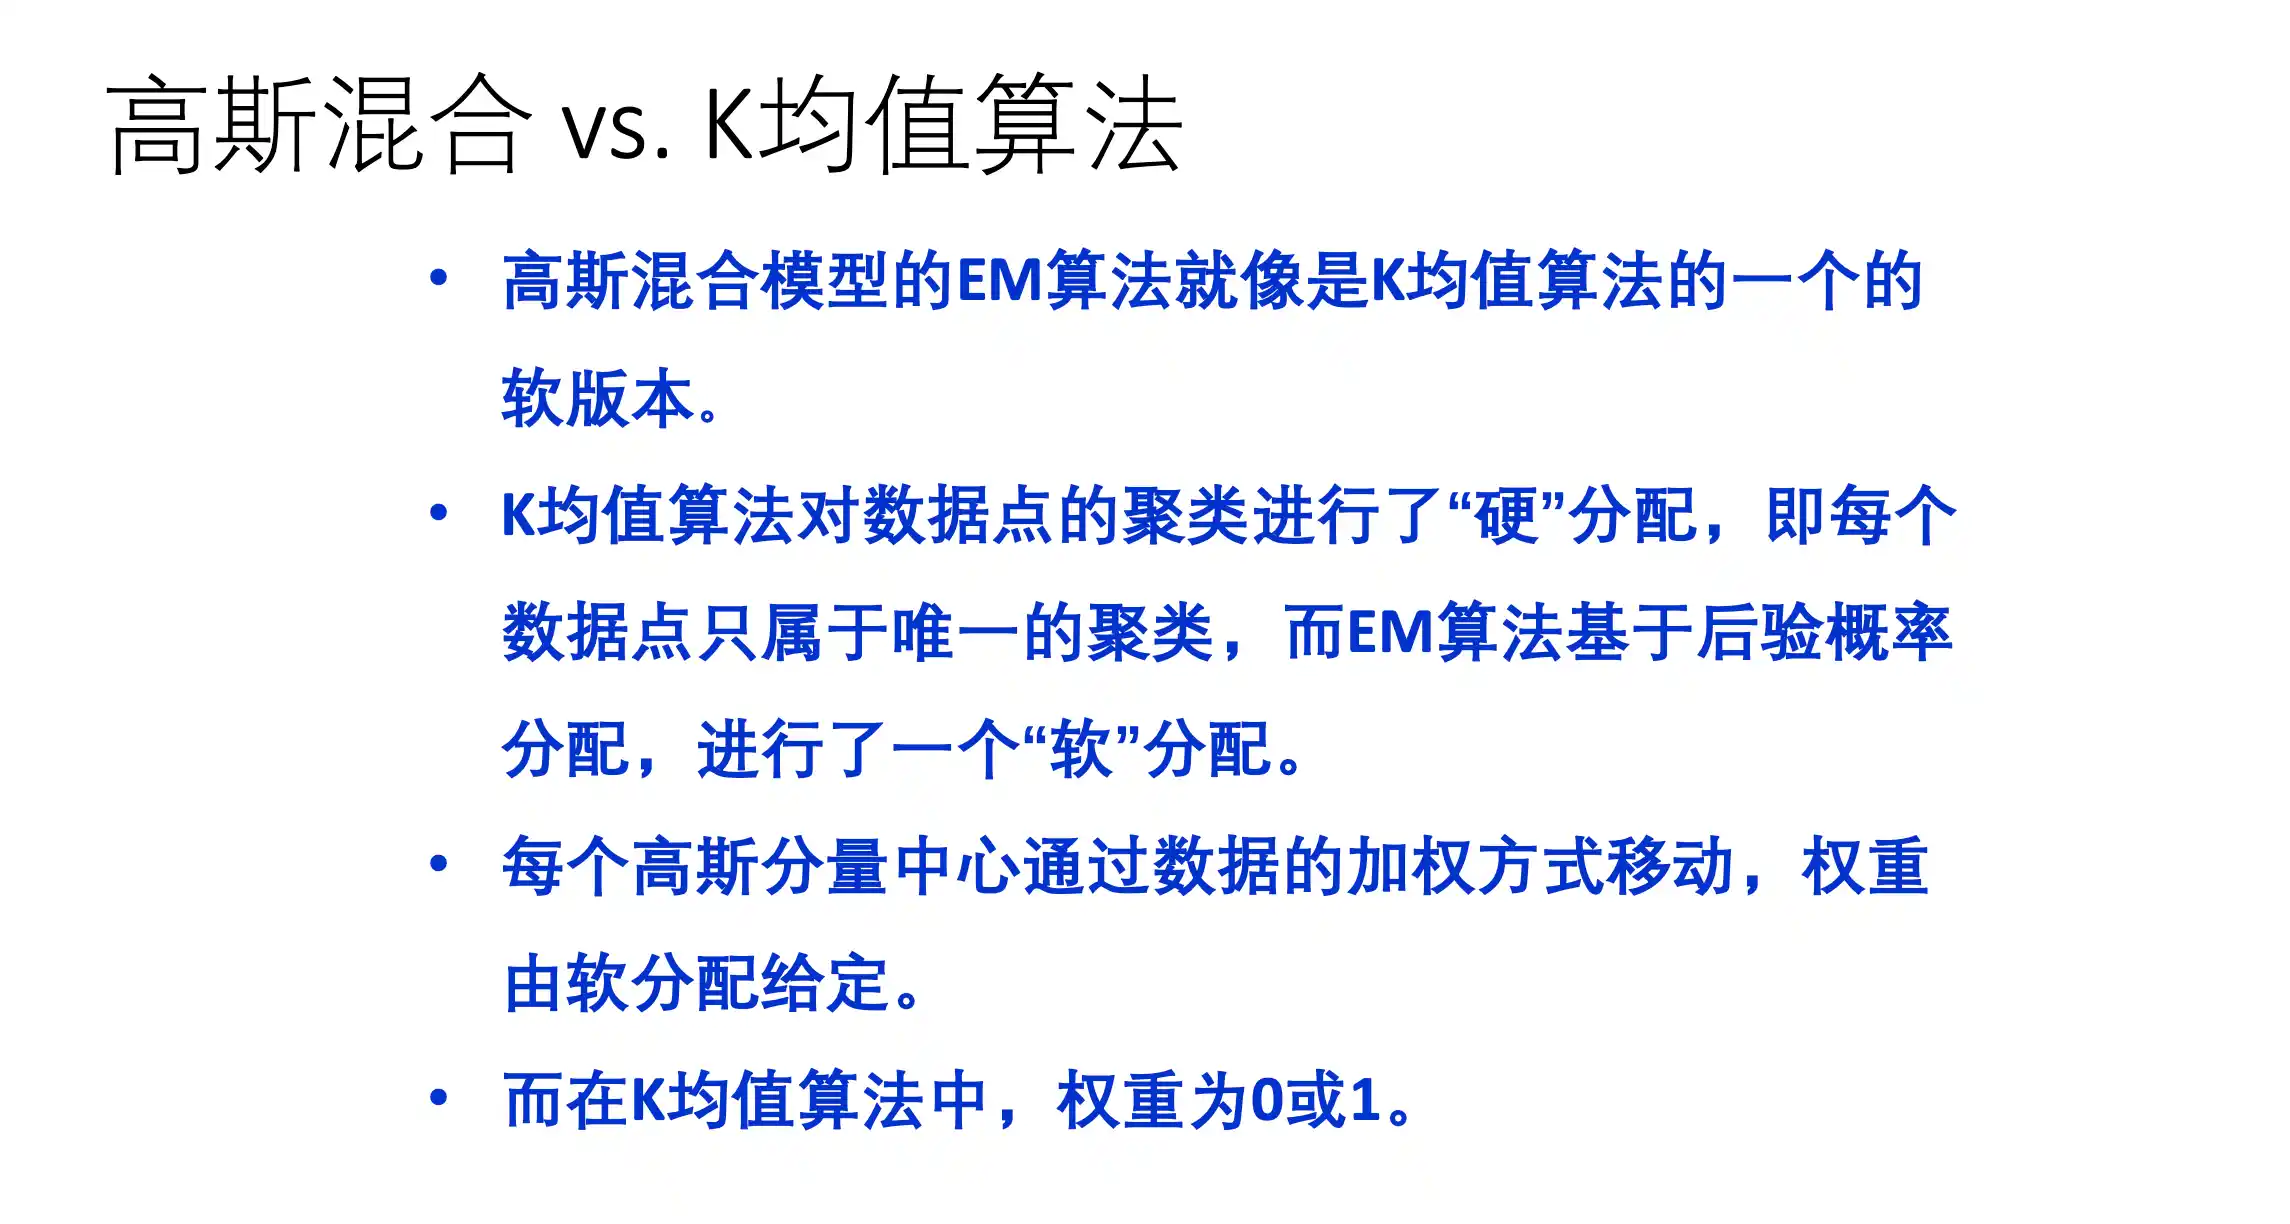 高斯混合 vs. K均值算法
• 高斯混合模型的EM算法就像是K均值算法的一个的
软版本。
• K均值算法对数据点的聚类进行了“硬”分配，即每个
数据点只属于唯一的聚类，而EM算法基于后验概率
分配，进行了一个“软”分配。
• 每个高斯分量中心通过数据的加权方式移动，权重
由软分配给定。
• 而在K均值算法中，权重为0或1。